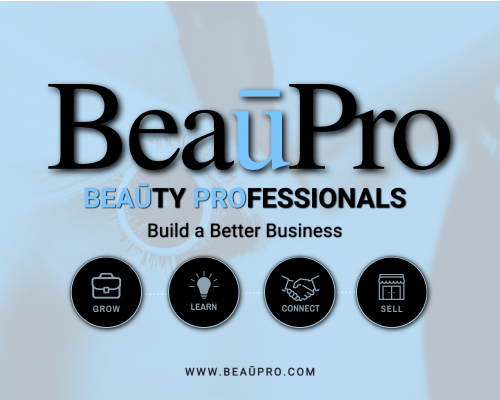 BeaūPro
BEAŪTY PROFESSIONALS
Build a Better Business
GROW
LEARN
CONNECT
SELL
WWW.BEAŪPRO.COM